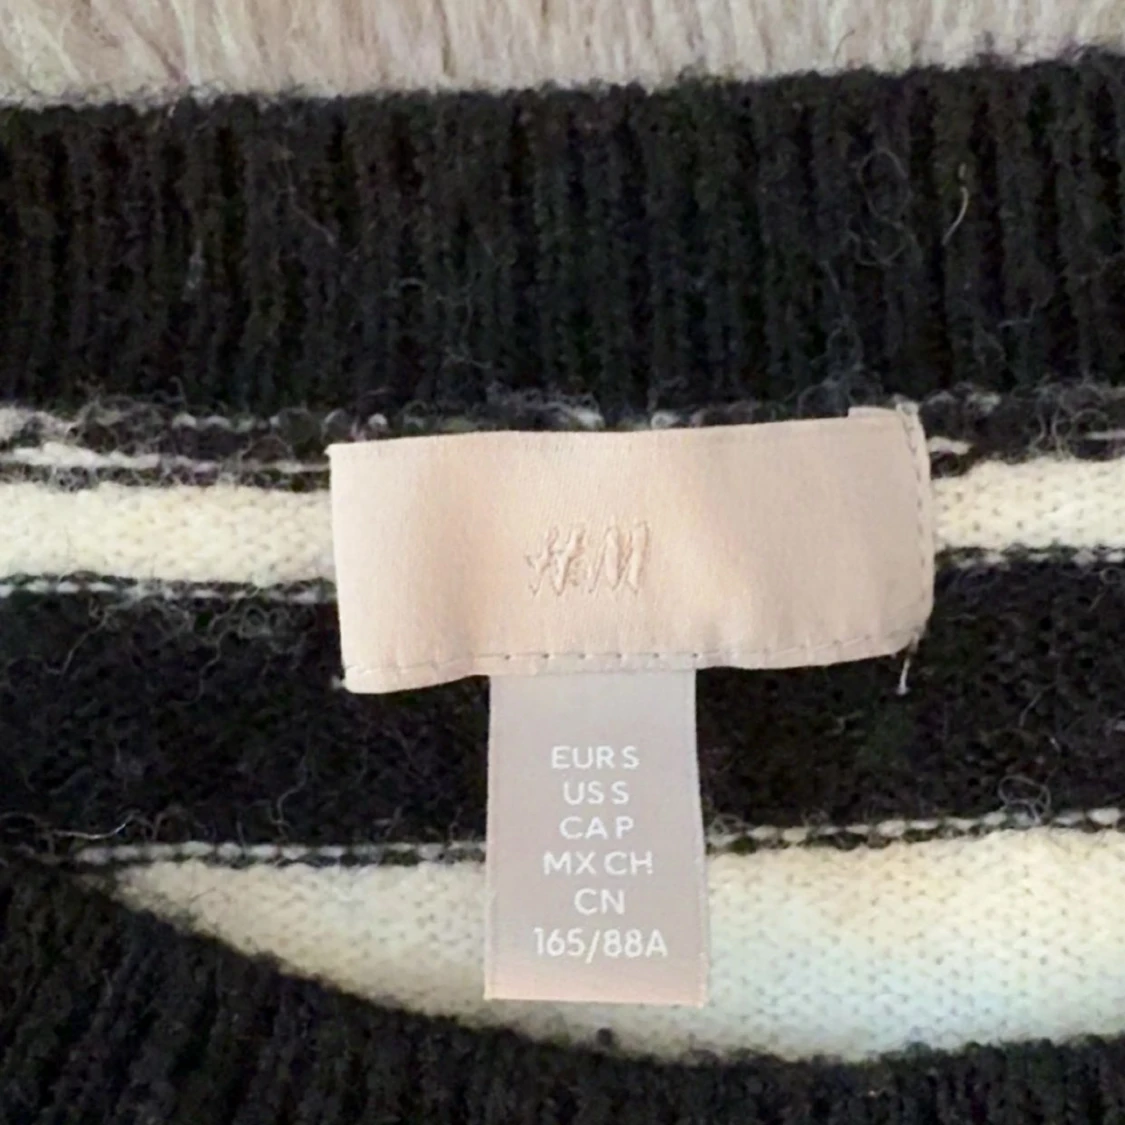 H&M
EUR S
US S
CA P
MX CH
CN
165/88A